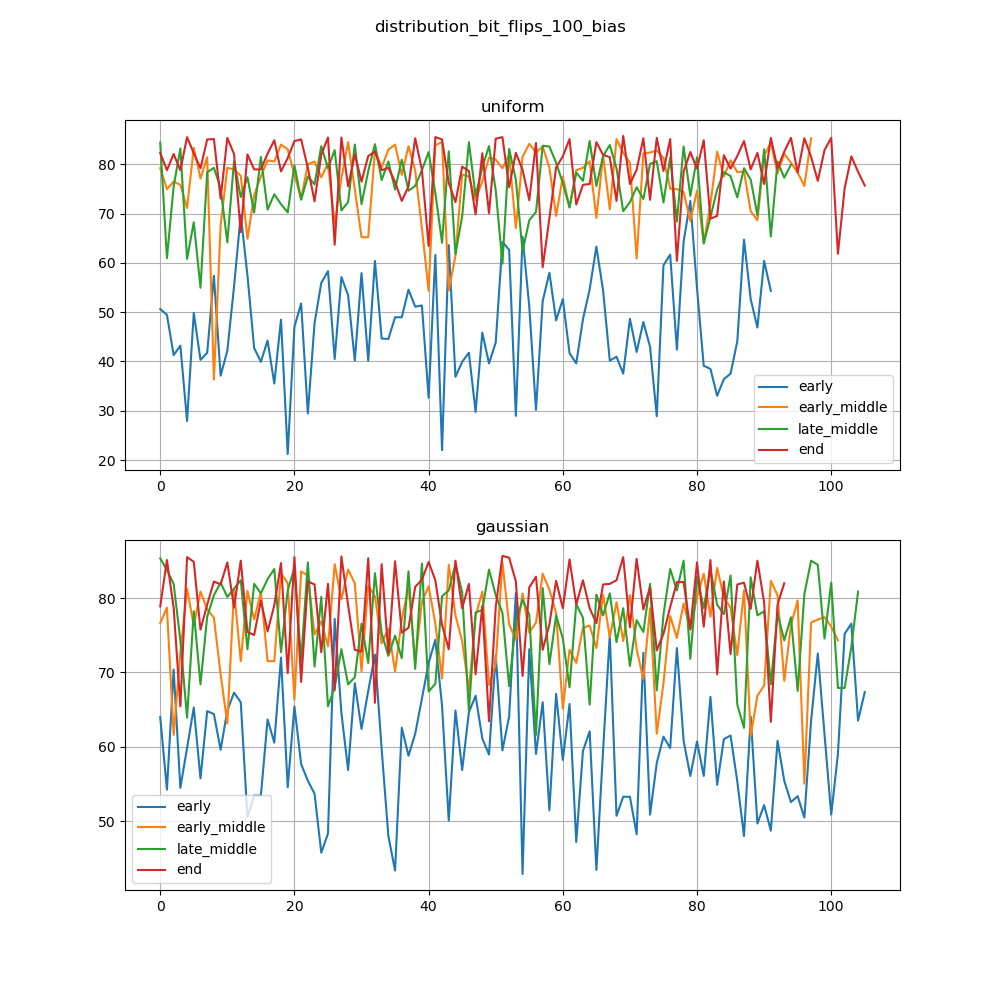 distribution_bit_flips_100_bias
uniform
80
70
60
50
40
30
20
0 20 40 60 80 100
early
early_middle
late_middle
end
gaussian
80
70
60
50
0 20 40 60 80 100
early
early_middle
late_middle
end